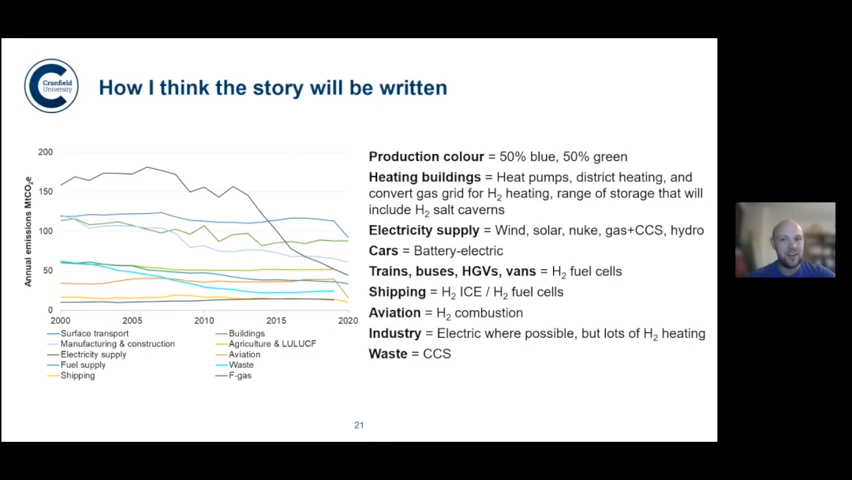 Cranfield
University
How I think the story will be written
Annual emissions MtCO₂e
200
150
100
50
0
2000
2005
2010
2015
2020
Surface transport
Buildings
Manufacturing & construction
Agriculture & LULUCF
Electricity supply
Aviation
Fuel supply
Waste
Shipping
F-gas
Production colour = 50% blue, 50% green
Heating buildings = Heat pumps, district heating, and
convert gas grid for H₂ heating, range of storage that will
include H₂ salt caverns
Electricity supply = Wind, solar, nuke, gas+CCS, hydro
Cars = Battery-electric
Trains, buses, HGVs, vans = H₂ fuel cells
Shipping = H₂ ICE / H₂ fuel cells
Aviation = H₂ combustion
Industry = Electric where possible, but lots of H₂ heating
Waste = CCS
21